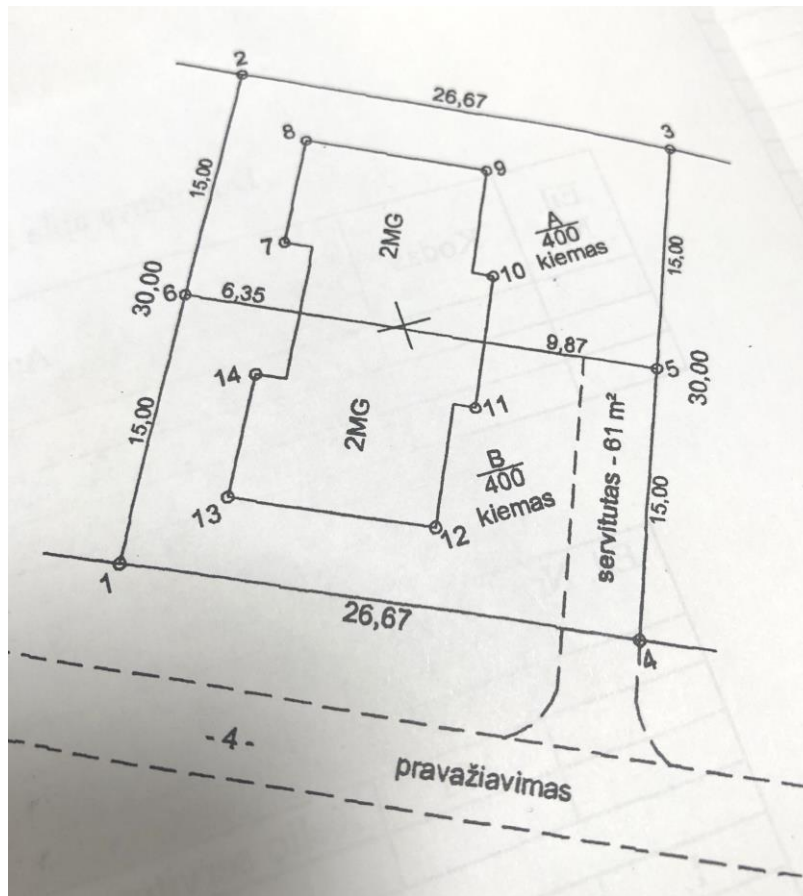 2
26,67
3
8
9
15,00
2MG
A
400
kiemas
7
10
15,00
6
30,00
6,35
9,87
5
30,00
14
11
15,00
2MG
B
400
kiemas
servitutas - 61 m²
15,00
13
12
1
26,67
4
- 4 -
pravažiavimas